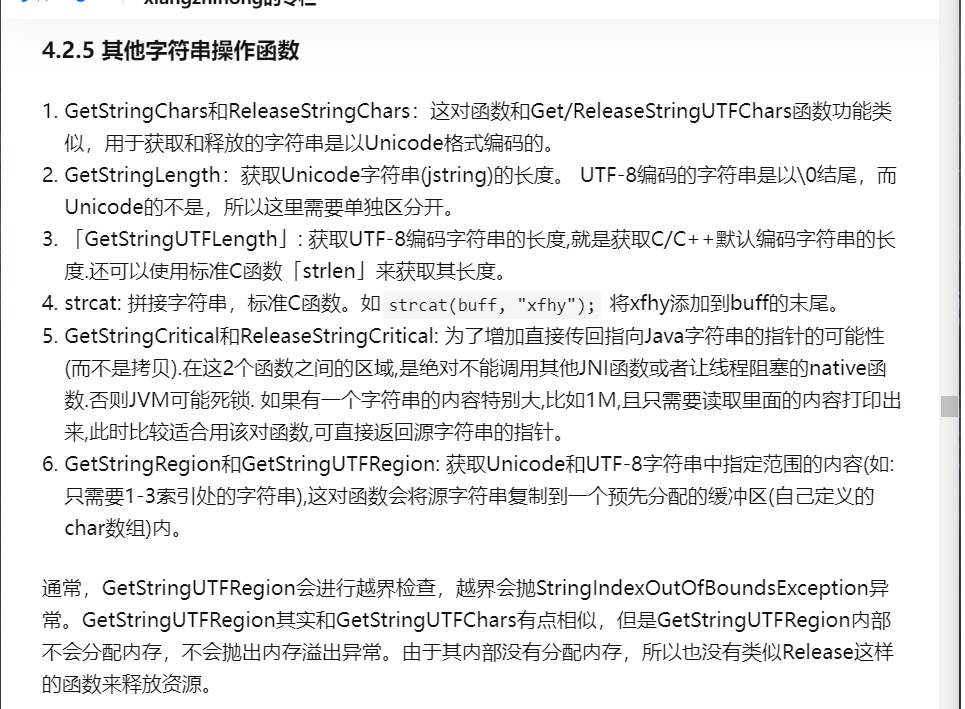 xiangzhihong的专栏
4.2.5 其他字符串操作函数
1. GetStringChars和ReleaseStringChars：这对函数和Get/ReleaseStringUTFChars函数功能类
似，用于获取和释放的字符串是以Unicode格式编码的。
2. GetStringLength：获取Unicode字符串(jstring)的长度。 UTF-8编码的字符串是以\0结尾，而
Unicode的不是，所以这里需要单独区分开。
3. 「GetStringUTFLength」: 获取UTF-8编码字符串的长度,就是获取C/C++默认编码字符串的长
度.还可以使用标准C函数「strlen」来获取其长度。
4. strcat: 拼接字符串，标准C函数。如 strcat(buff, "xfhy"); 将xfhy添加到buff的末尾。
5. GetStringCritical和ReleaseStringCritical: 为了增加直接传回指向Java字符串的指针的可能性
(而不是拷贝).在这2个函数之间的区域,是绝对不能调用其他JNI函数或者让线程阻塞的native函
数.否则JVM可能死锁. 如果有一个字符串的内容特别大,比如1M,且只需要读取里面的内容打印出
来,此时比较适合用该对函数,可直接返回源字符串的指针。
6. GetStringRegion和GetStringUTFRegion: 获取Unicode和UTF-8字符串中指定范围的内容(如:
只需要1-3索引处的字符串),这对函数会将源字符串复制到一个预先分配的缓冲区(自己定义的
char数组)内。
通常，GetStringUTFRegion会进行越界检查，越界会抛StringIndexOutOfBoundsException异
常。GetStringUTFRegion其实和GetStringUTFChars有点相似，但是GetStringUTFRegion内部
不会分配内存，不会抛出内存溢出异常。由于其内部没有分配内存，所以也没有类似Release这样
的函数来释放资源。